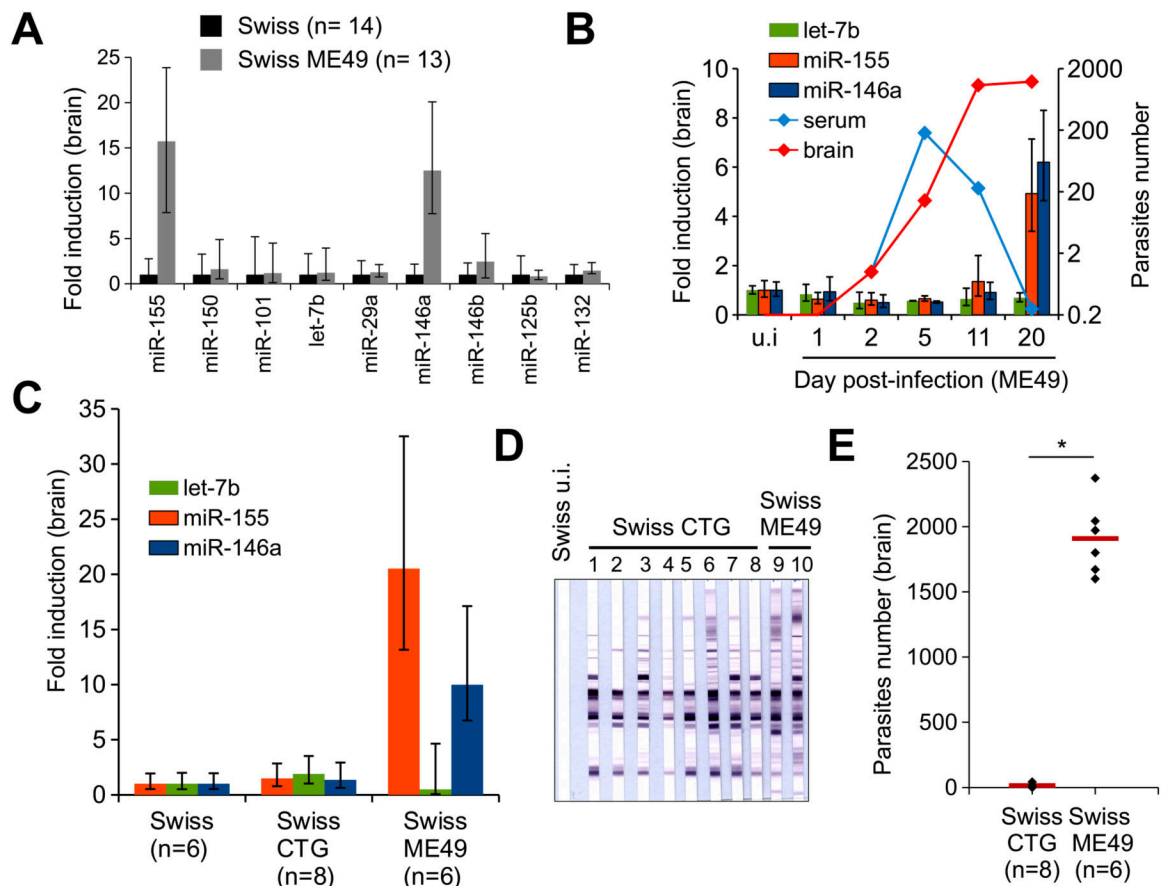 A
Swiss (n= 14)
Swiss ME49 (n= 13)
Fold induction (brain)
25
20
15
10
5
0
miR-155
miR-150
miR-101
let-7b
miR-29a
miR-146a
miR-146b
miR-125b
miR-132
B
let-7b
miR-155
miR-146a
serum
brain
Fold induction (brain)
10
8
6
4
2
0
Parasites number
2000
200
20
2
0.2
u.i 1 2 5 11 20
Day post-infection (ME49)
C
let-7b
miR-155
miR-146a
Fold induction (brain)
35
30
25
20
15
10
5
0
Swiss
(n=6)
Swiss
CTG
(n=8)
Swiss
ME49
(n=6)
D
Swiss u.i.
Swiss CTG
Swiss
ME49
1 2 3 4 5 6 7 8 9 10
E
*
Parasites number (brain)
2500
2000
1500
1000
500
0
Swiss
CTG
(n=8)
Swiss
ME49
(n=6)